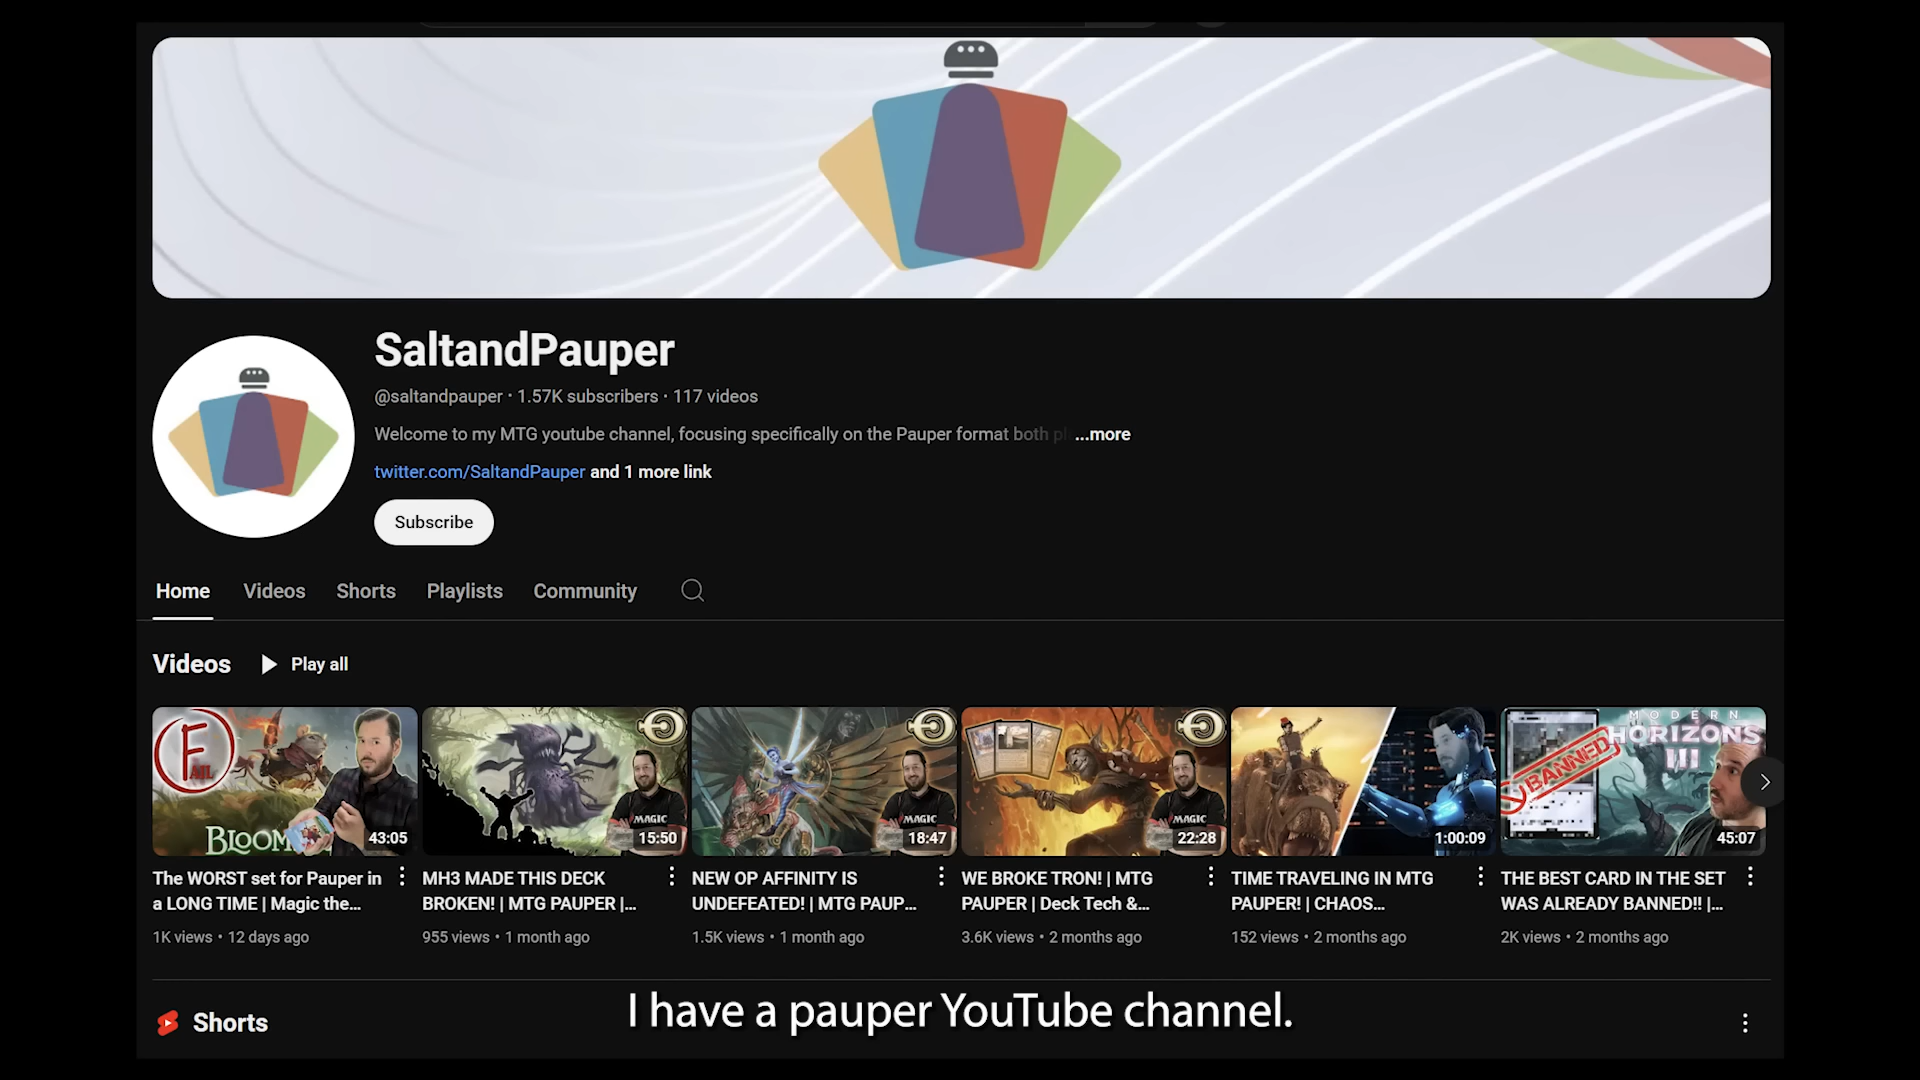 SaltandPauper
@saltandpauper • 1.57K subscribers • 117 videos
Welcome to my MTG youtube channel, focusing specifically on the Pauper format both pl ...more
twitter.com/SaltandPauper and 1 more link
Subscribe
Home Videos Shorts Playlists Community
Videos Play all
F
AIL
BLOOM
43:05
MAGIC
15:50
MAGIC
18:47
MAGIC
22:28
1:00:09
MODERN
HORIZONS
III
BANNED
45:07
The WORST set for Pauper in
a LONG TIME | Magic the...
1K views • 12 days ago
MH3 MADE THIS DECK
BROKEN! | MTG PAUPER |...
955 views • 1 month ago
NEW OP AFFINITY IS
UNDEFEATED! | MTG PAUP...
1.5K views • 1 month ago
WE BROKE TRON! | MTG
PAUPER | Deck Tech &...
3.6K views • 2 months ago
TIME TRAVELING IN MTG
PAUPER! | CHAOS...
152 views • 2 months ago
THE BEST CARD IN THE SET
WAS ALREADY BANNED!! |...
2K views • 2 months ago
Shorts
I have a pauper YouTube channel.